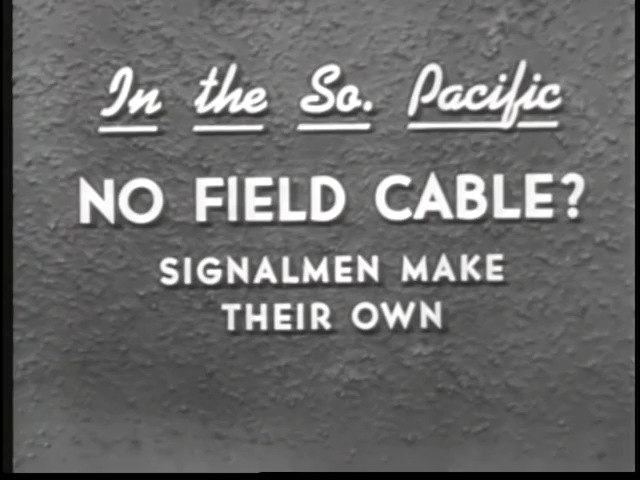 In the So. Pacific
NO FIELD CABLE?
SIGNALMEN MAKE
THEIR OWN